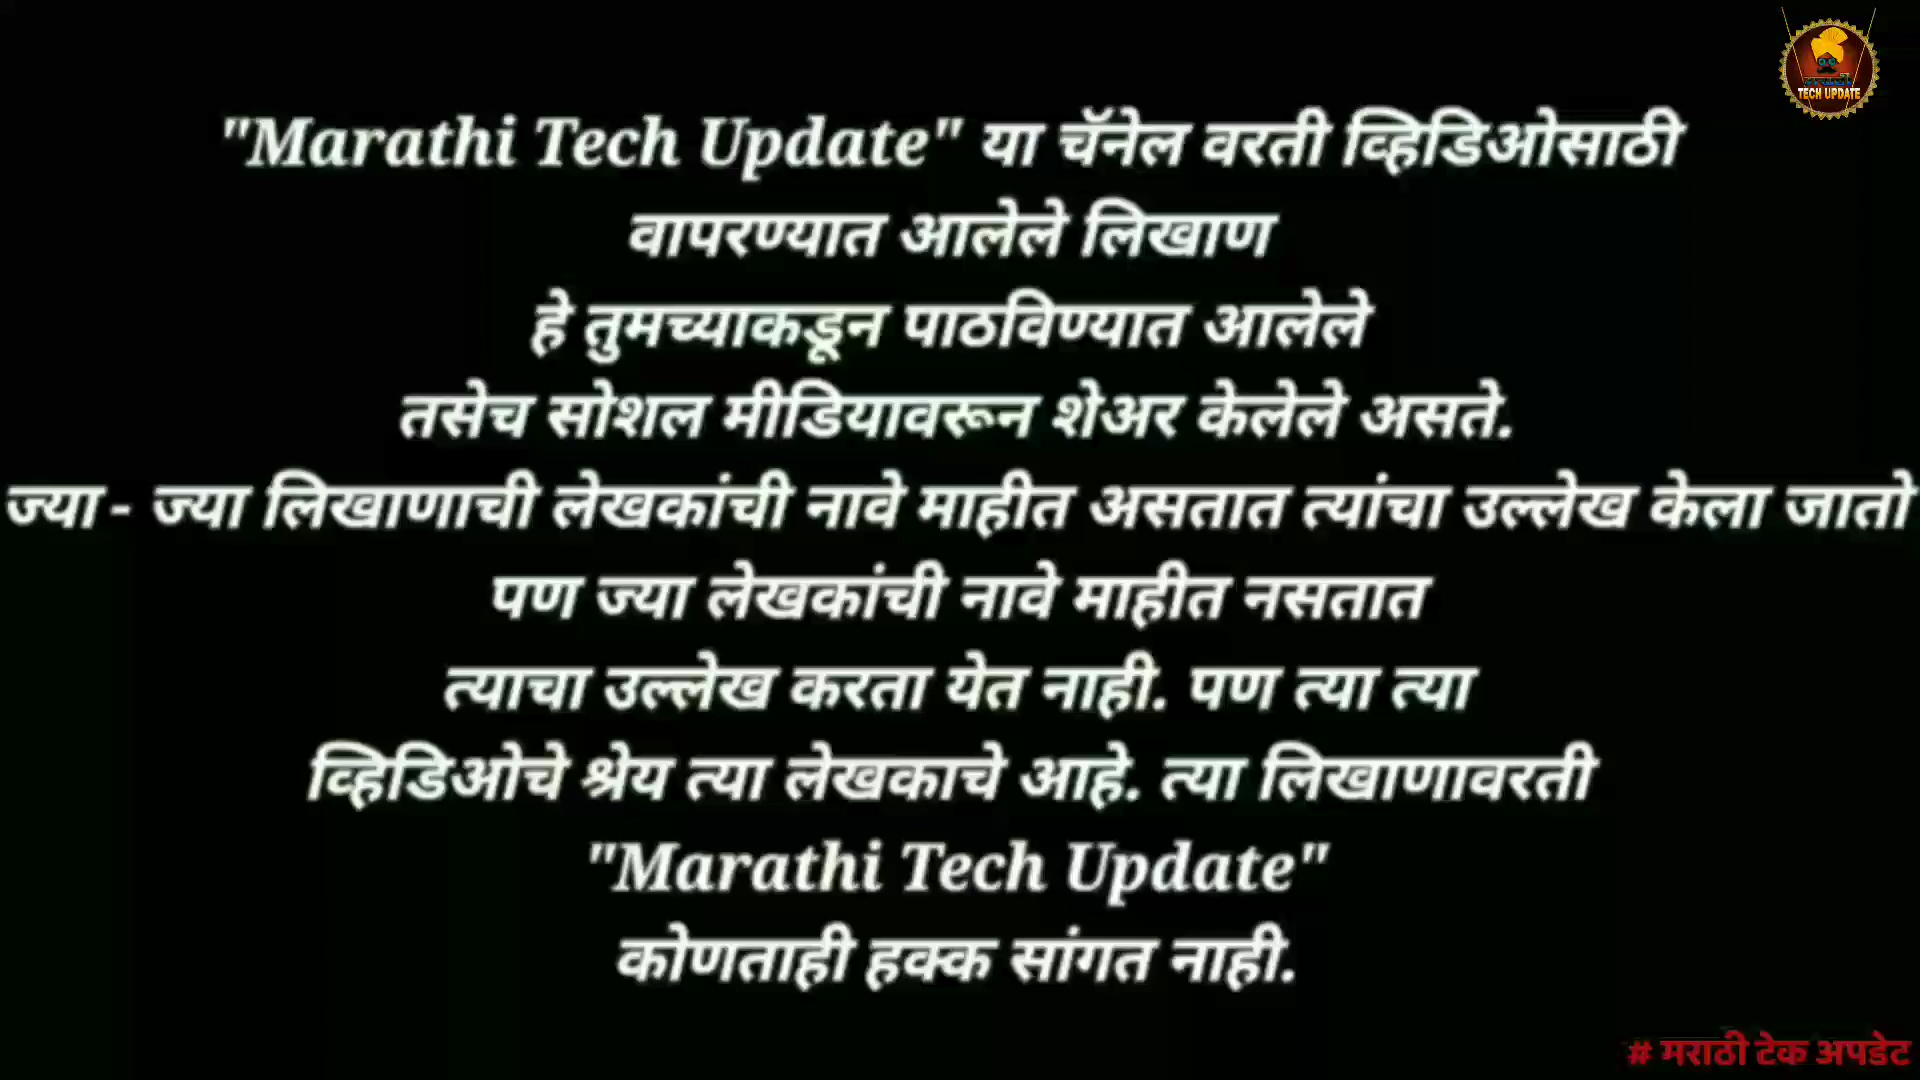 "Marathi Tech Update" या चॅनेल वरती व्हिडिओसाठी
वापरण्यात आलेले लिखाण
हे तुमच्याकडून पाठविण्यात आलेले
तसेच सोशल मीडियावरून शेअर केलेले असते.
ज्या - ज्या लिखाणाची लेखकांची नावे माहीत असतात त्यांचा उल्लेख केला जातो
पण ज्या लेखकांची नावे माहीत नसतात
त्याचा उल्लेख करता येत नाही. पण त्या त्या
व्हिडिओचे श्रेय त्या लेखकाचे आहे. त्या लिखाणावरती
"Marathi Tech Update"
कोणताही हक्क सांगत नाही.
मराठी
TECH UPDATE
# मराठी टेक अपडेट